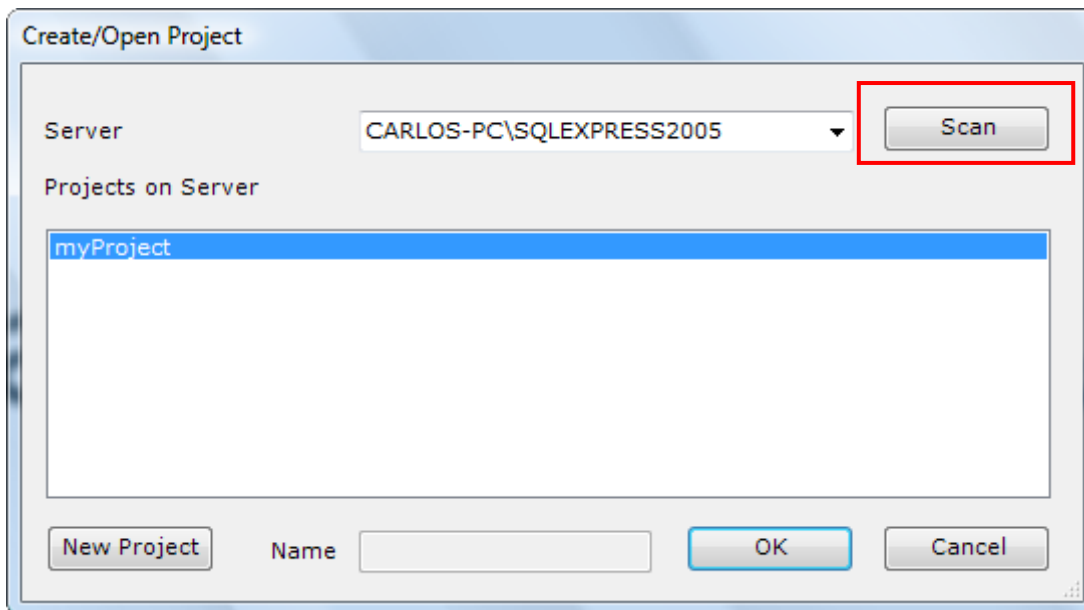 Create/Open Project
Server CARLOS-PC\SQLEXPRESS2005 Scan
Projects on Server
myProject
New Project Name OK Cancel